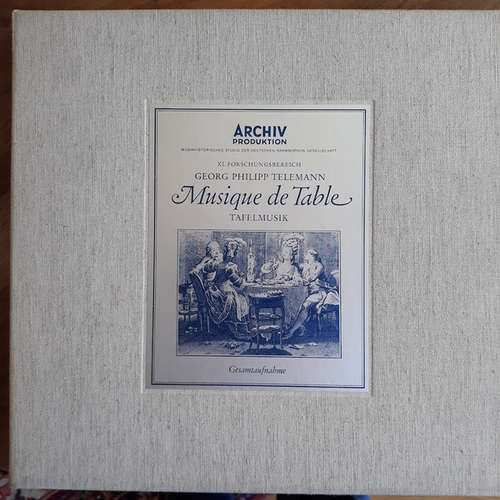 ARCHIV
PRODUKTION
MUSIKHISTORISCHES STUDIO DER DEUTSCHEN GRAMMOPHON GESELLSCHAFT
XI. FORSCHUNGSBEREICH
GEORG PHILIPP TELEMANN
Musique de Table
TAFELMUSIK
Gesamtaufnahme